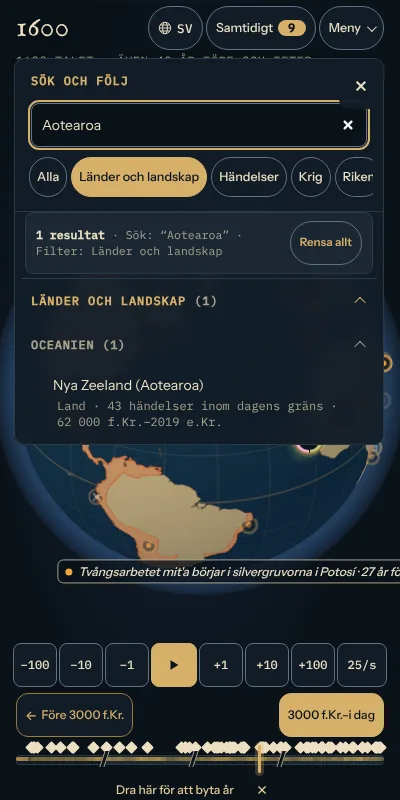 1600
SV
Samtidigt 9
Meny
SÖK OCH FÖLJ
×
Aotearoa ×
Alla
Länder och landskap
Händelser
Krig
Riken
1 resultat · Sök: “Aotearoa” ·
Filter: Länder och landskap
Rensa allt
LÄNDER OCH LANDSKAP (1)
OCEANIEN (1)
Nya Zeeland (Aotearoa)
Land · 43 händelser inom dagens gräns ·
62 000 f.Kr.–2019 e.Kr.
Tvångsarbetet mit'a börjar i silvergruvorna i Potosí · 27 år fö
−100
−10
−1
+1
+10
+100
25/s
← Före 3000 f.Kr.
3000 f.Kr.–i dag
Dra här för att byta år ×